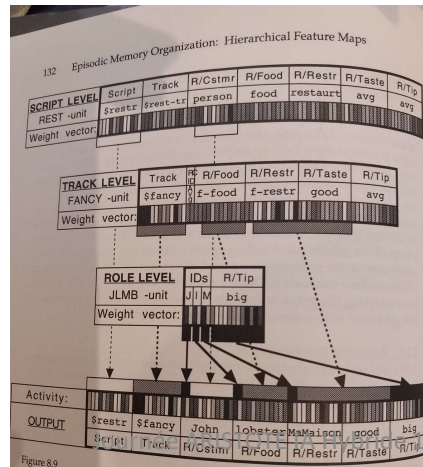 132 Episodic Memory Organization: Hierarchical Feature Maps
Script Track R/Cstmr R/Food R/Restr R/Taste R/Tip
SCRIPT LEVEL
REST -unit $restr $rest-tr person food restaurt avg avg
Weight vector:
TRACK LEVEL Track R/Food R/Restr R/Taste R/Tip
FANCY -unit $fancy f-food f-restr good avg
Weight vector:
ROLE LEVEL IDs R/Tip
JLMB -unit J I M big
Weight vector:
Activity:
OUTPUT $restr $fancy John lobster MaMaison good big
Script Track R/Cstmr R/Food R/Restr R/Taste R/Tip
Figure 8.9